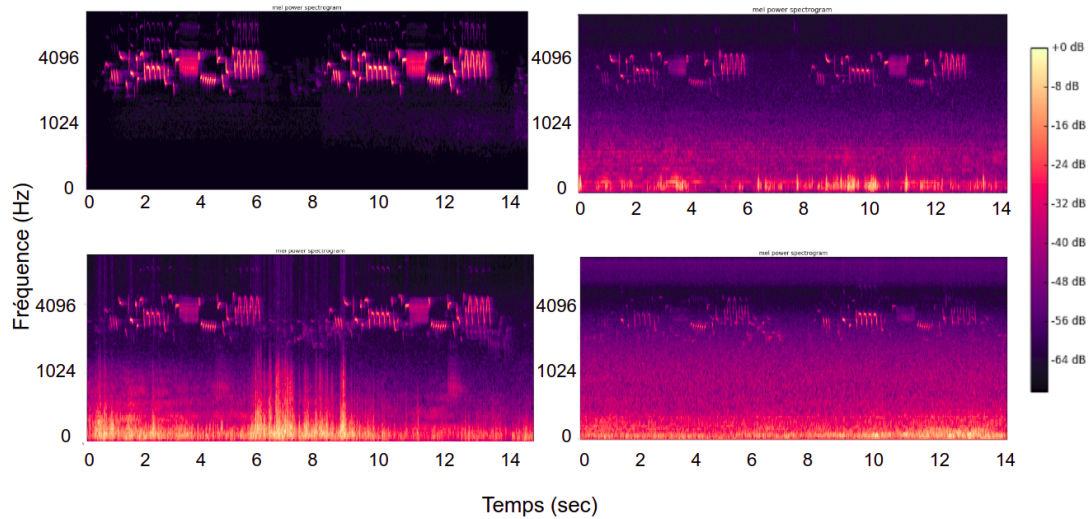 mel power spectrogram
mel power spectrogram
4096
1024
0
0 2 4 6 8 10 12 14
4096
1024
0
0 2 4 6 8 10 12 14
+0 dB
-8 dB
-16 dB
-24 dB
-32 dB
-40 dB
-48 dB
-56 dB
-64 dB
Fréquence (Hz)
mel power spectrogram
mel power spectrogram
4096
1024
0
0 2 4 6 8 10 12 14
4096
1024
0
0 2 4 6 8 10 12 14
Temps (sec)